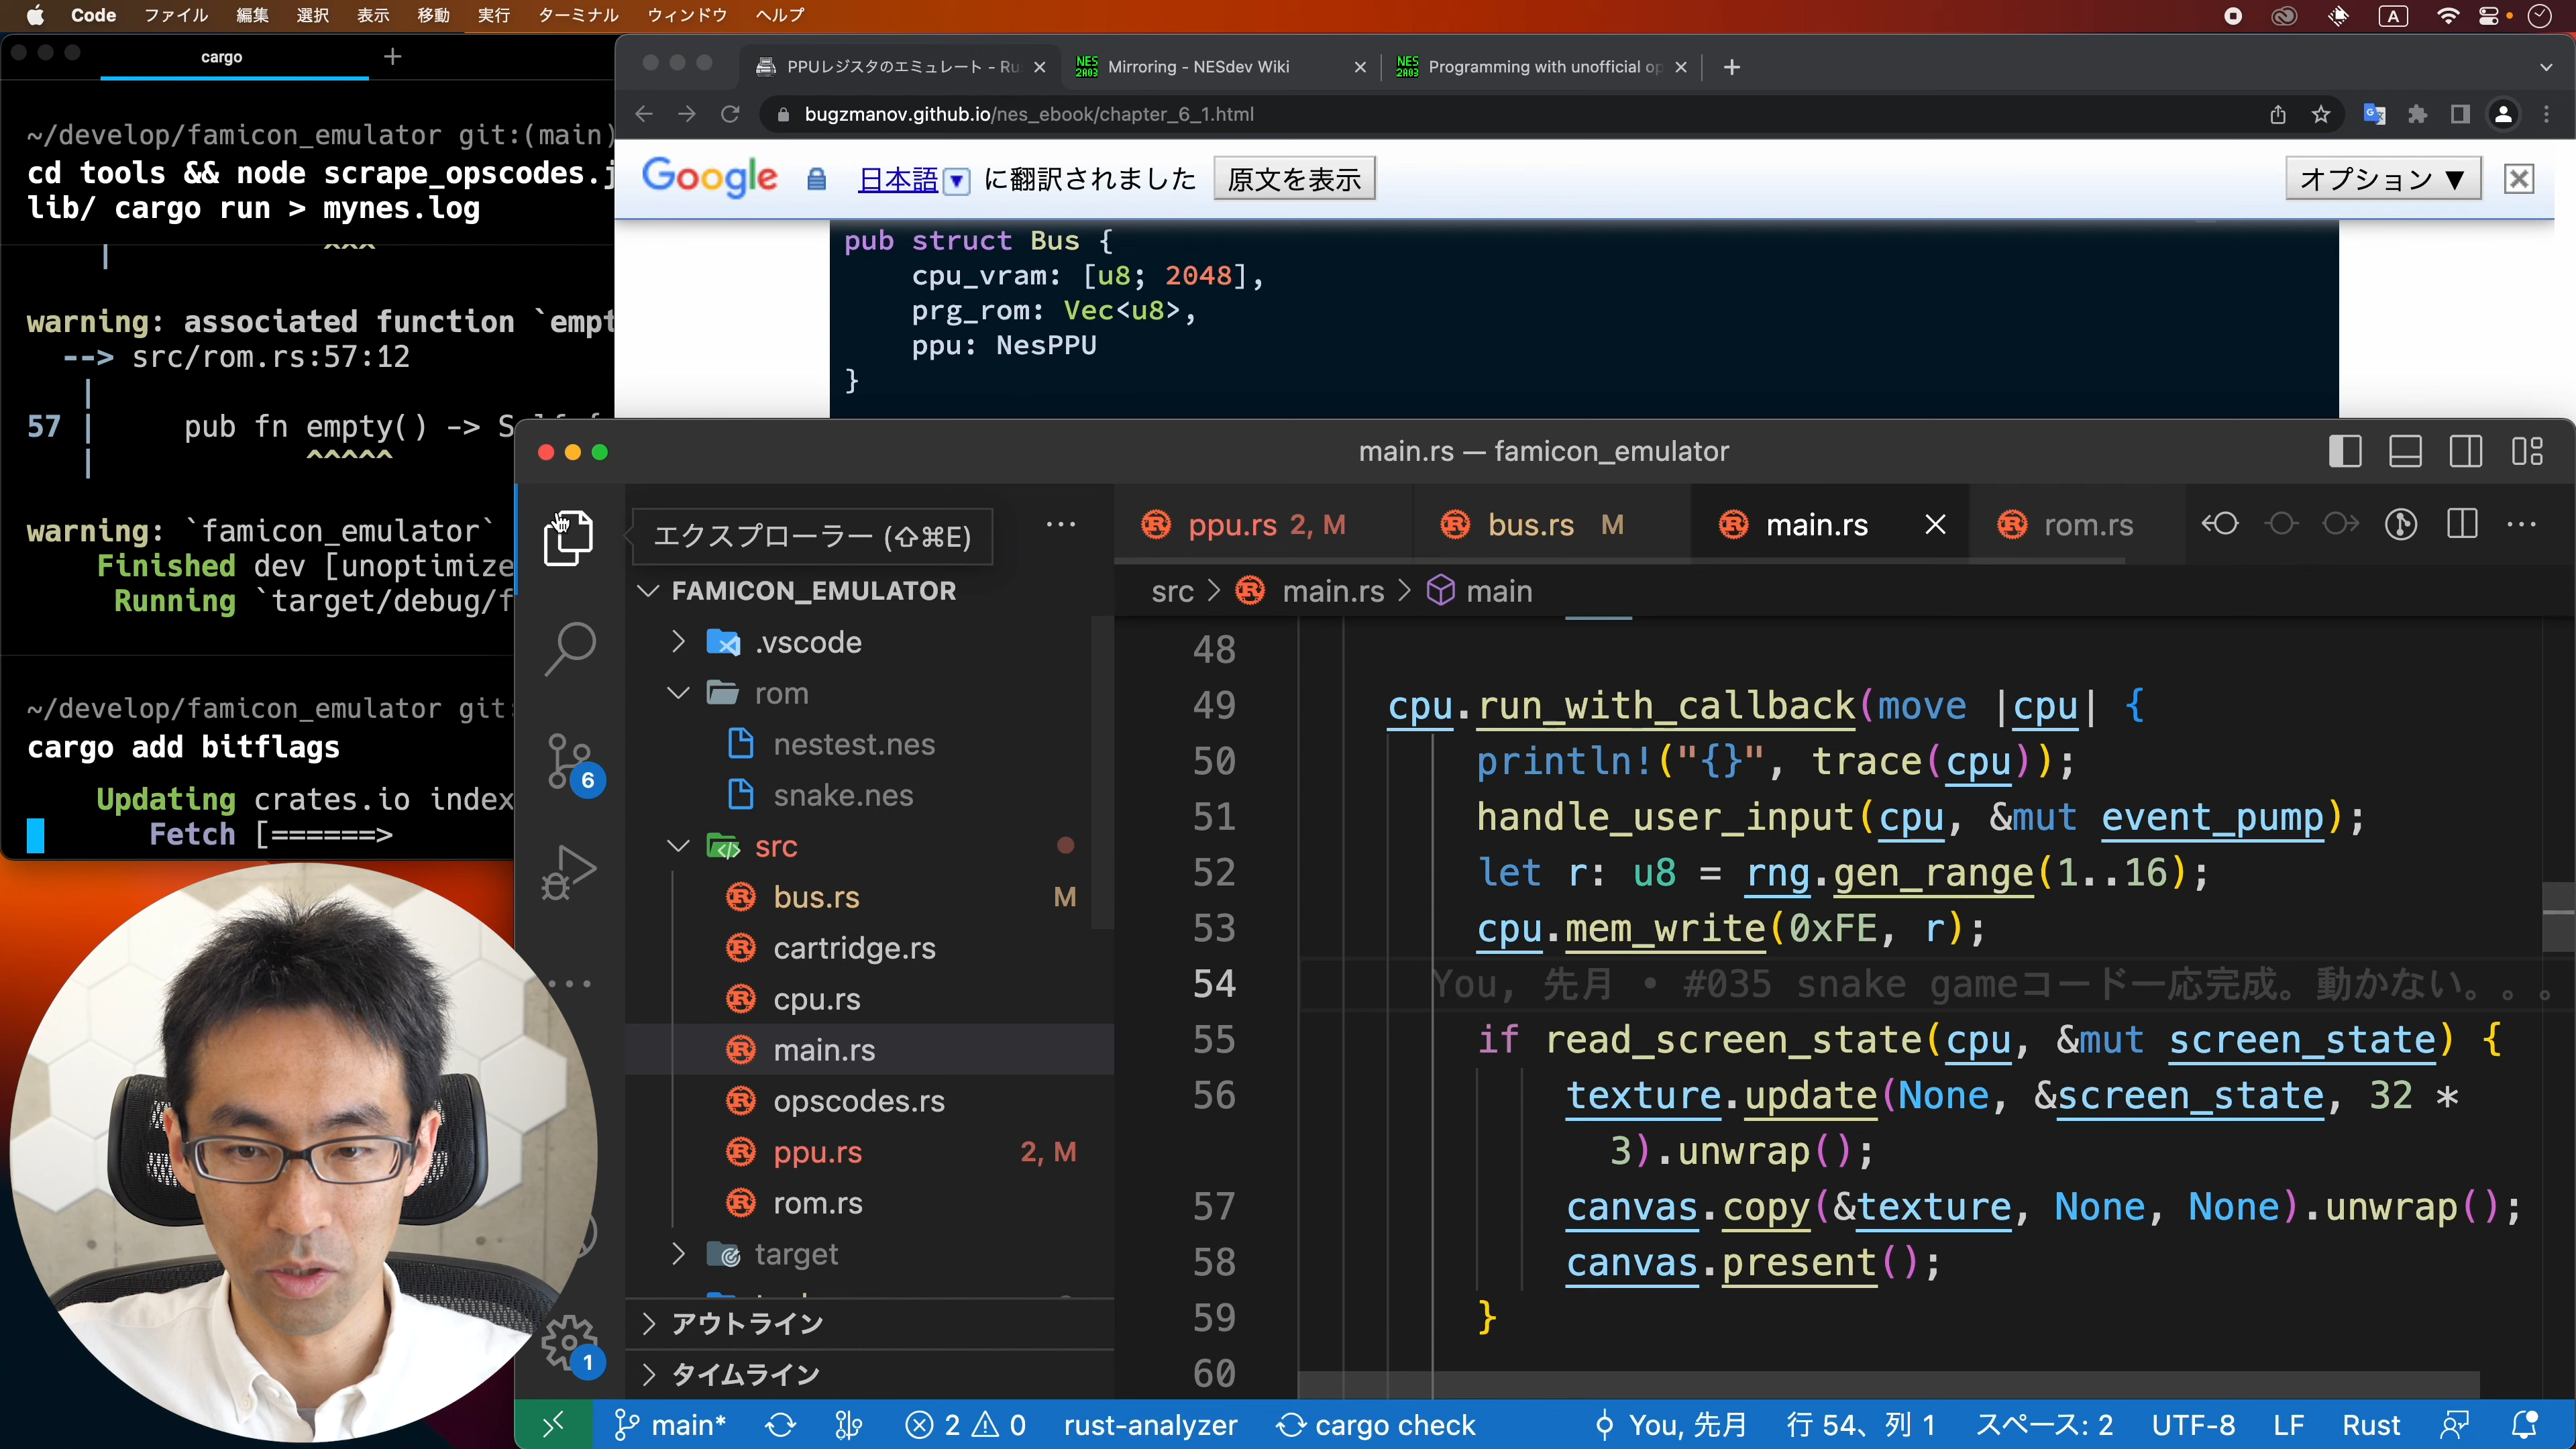 Code ファイル 編集 選択 表示 移動 実行 ターミナル ウィンドウ ヘルプ A
cargo +
~/develop/famicon_emulator git:(main)
cd tools && node scrape_opscodes.j
lib/ cargo run > mynes.log
^^^
warning: associated function `empt
--> src/rom.rs:57:12
57 | pub fn empty() -> Self {
^^^^^
warning: `famicon_emulator`
Finished dev [unoptimize
Running `target/debug/f
~/develop/famicon_emulator git:
cargo add bitflags
Updating crates.io index
Fetch [======>
PPUレジスタのエミュレート - Ru
NES 2A03 Mirroring - NESdev Wiki
NES 2A03 Programming with unofficial op
bugzmanov.github.io/nes_ebook/chapter_6_1.html
Google 日本語 ▼ に翻訳されました 原文を表示 オプション ▼
pub struct Bus {
cpu_vram: [u8; 2048],
prg_rom: Vec<u8>,
ppu: NesPPU
}
main.rs — famicon_emulator
エクスプローラー (⇧⌘E)
FAMICON_EMULATOR
.vscode
rom
nestest.nes
snake.nes
src
bus.rs M
cartridge.rs
cpu.rs
main.rs
opscodes.rs
ppu.rs 2, M
rom.rs
target
アウトライン
タイムライン
6
1
ppu.rs 2, M bus.rs M main.rs rom.rs
src > main.rs > main
48
49 cpu.run_with_callback(move |cpu| {
50 println!("{}", trace(cpu));
51 handle_user_input(cpu, &mut event_pump);
52 let r: u8 = rng.gen_range(1..16);
53 cpu.mem_write(0xFE, r);
54 You, 先月 • #035 snake gameコード一応完成。動かない。。。
55 if read_screen_state(cpu, &mut screen_state) {
56 texture.update(None, &screen_state, 32 *
3).unwrap();
57 canvas.copy(&texture, None, None).unwrap();
58 canvas.present();
59 }
60
main* 2 0 rust-analyzer cargo check You, 先月 行 54、列 1 スペース: 2 UTF-8 LF Rust